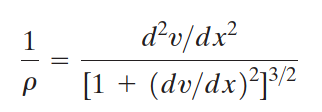 1/ρ = d²v/dx² / [1 + (dv/dx)²]³/²